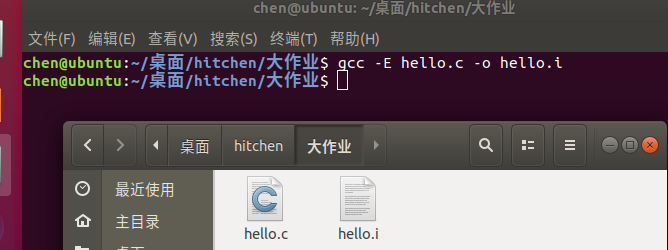 chen@ubuntu: ~/桌面/hitchen/大作业
文件(F) 编辑(E) 查看(V) 搜索(S) 终端(T) 帮助(H)
chen@ubuntu:~/桌面/hitchen/大作业$ gcc -E hello.c -o hello.i
chen@ubuntu:~/桌面/hitchen/大作业$
桌面 hitchen 大作业
最近使用
主目录
hello.c hello.i
桌面